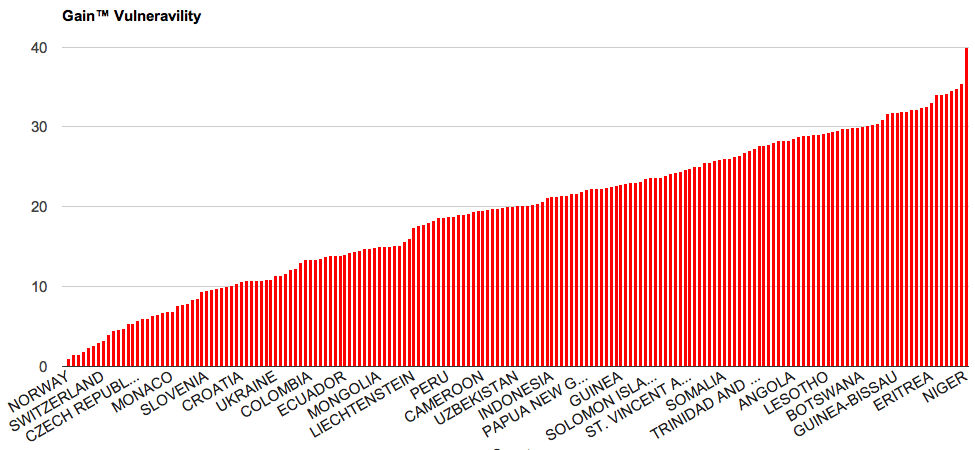 Gain™ Vulneravility
40
30
20
10
0
NORWAY
SWITZERLAND
CZECH REPUBL...
MONACO
SLOVENIA
CROATIA
UKRAINE
COLOMBIA
ECUADOR
MONGOLIA
LIECHTENSTEIN
PERU
CAMEROON
UZBEKISTAN
INDONESIA
PAPUA NEW G...
GUINEA
SOLOMON ISLA...
ST. VINCENT A...
SOMALIA
TRINIDAD AND ...
ANGOLA
LESOTHO
BOTSWANA
GUINEA-BISSAU
ERITREA
NIGER